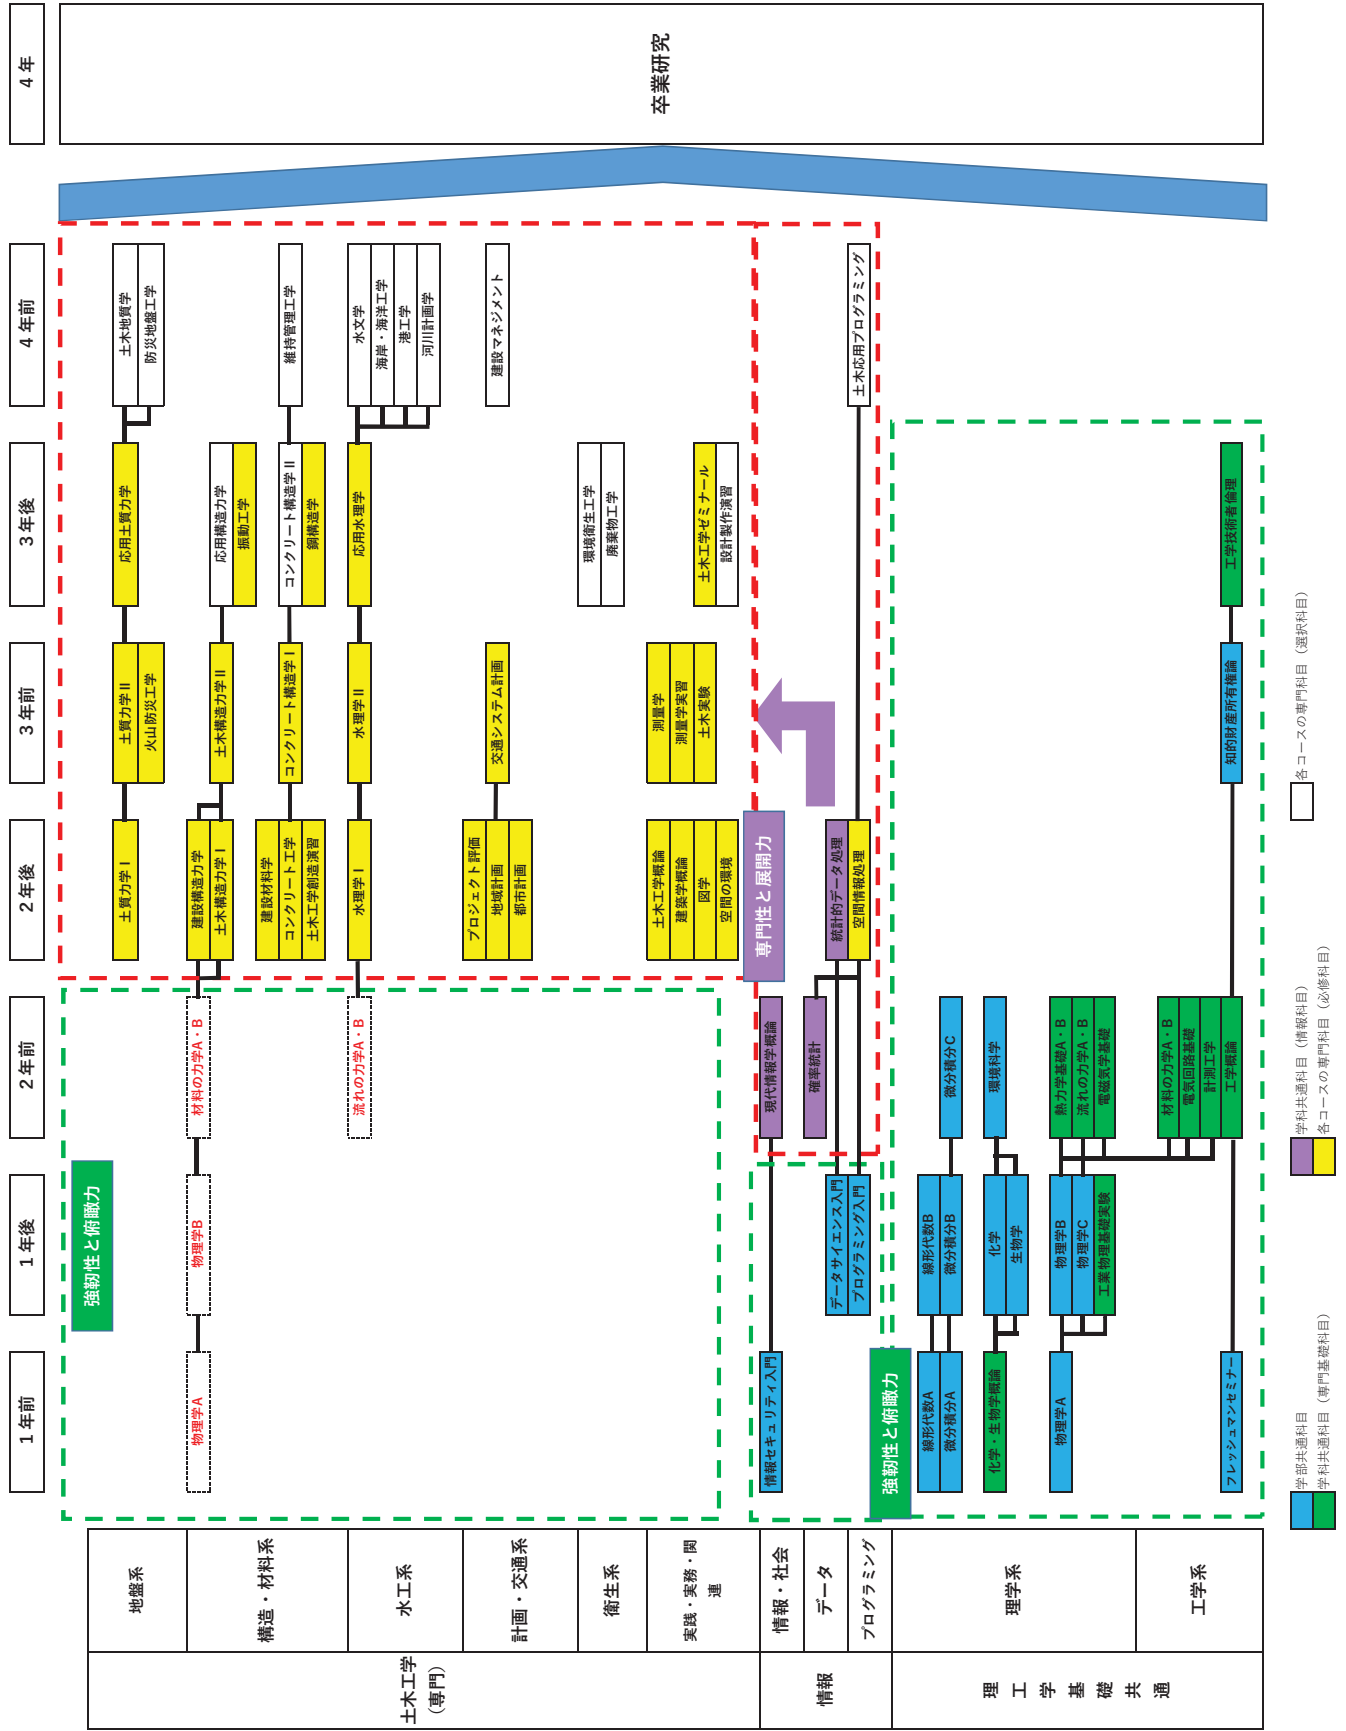 1年前
1年後
2年前
2年後
3年前
3年後
4年前
4年
土木工学
（専門）
地盤系
土質力学Ⅰ
土質力学Ⅱ
火山防災工学
応用土質力学
土木地質学
防災地盤工学
強靭性と俯瞰力
構造・材料系
物理学A
物理学B
材料の力学A・B
建設構造力学
土木構造力学Ⅰ
土木構造力学Ⅱ
応用構造力学
振動工学
建設材料学
コンクリート工学
土木工学創造演習
コンクリート構造学Ⅰ
コンクリート構造学Ⅱ
鋼構造学
維持管理工学
水工系
流れの力学A・B
水理学Ⅰ
水理学Ⅱ
応用水理学
水文学
海岸・海洋工学
港工学
河川計画学
計画・交通系
プロジェクト評価
地域計画
都市計画
交通システム計画
建設マネジメント
衛生系
環境衛生工学
廃棄物工学
実践・実務・関
連
土木工学概論
建築学概論
図学
空間の環境
測量学
測量学実習
土木実験
土木工学ゼミナール
設計製作演習
専門性と展開力
情報
情報・社会
情報セキュリティ入門
現代情報学概論
データ
確率統計
データサイエンス入門
統計的データ処理
プログラミング
プログラミング入門
空間情報処理
土木応用プログラミング
強靭性と俯瞰力
理工学基礎共通
理学系
線形代数A
微分積分A
線形代数B
微分積分B
微分積分C
化学・生物学概論
化学
生物学
環境科学
物理学A
物理学B
物理学C
工業物理基礎実験
熱力学基礎A・B
流れの力学A・B
電磁気学基礎
工学系
材料の力学A・B
電気回路基礎
計測工学
工学概論
フレッシュマンセミナー
知的財産所有権論
工学技術者倫理
卒業研究
学部共通科目
学科共通科目（専門基礎科目）
学科共通科目（情報科目）
各コースの専門科目（必修科目）
各コースの専門科目（選択科目）